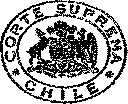 CORTE SUPREMA
★ CHILE ★